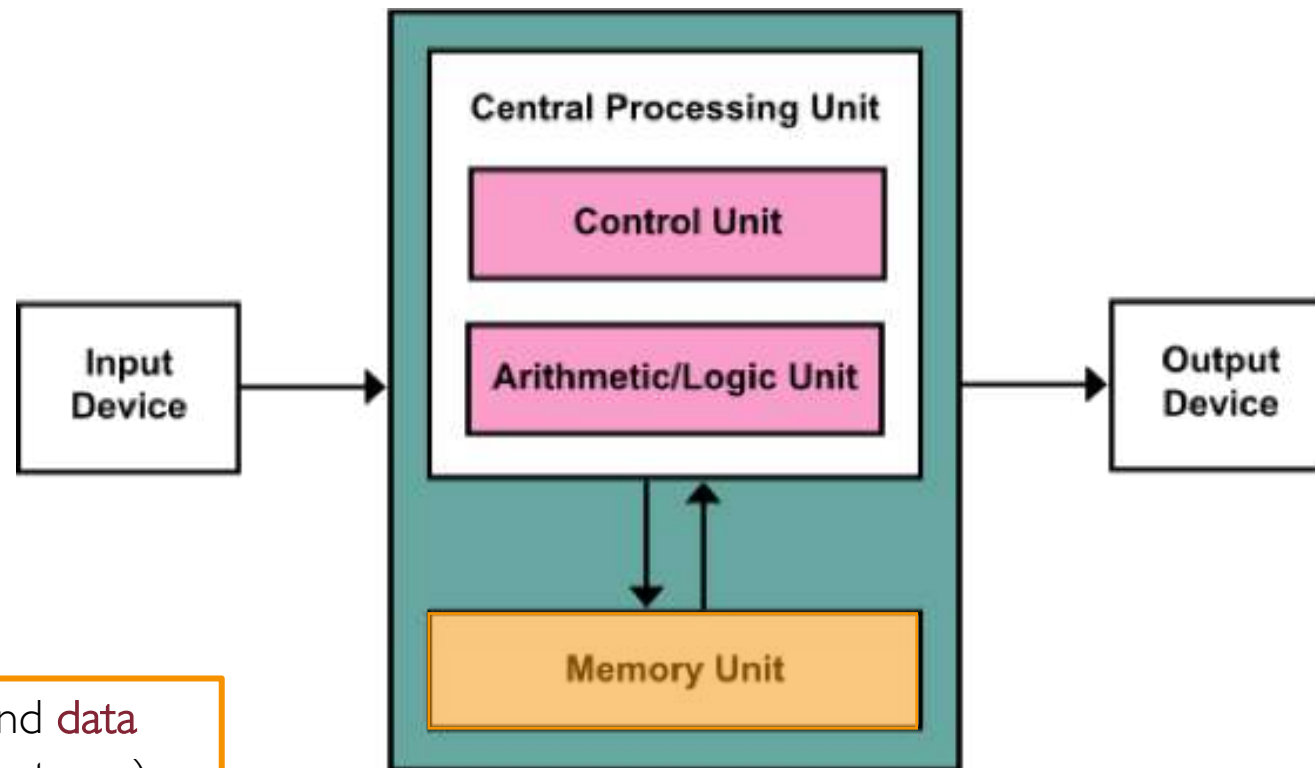 Central Processing Unit
Control Unit
Arithmetic/Logic Unit
Input
Device
Output
Device
Memory Unit
nd data